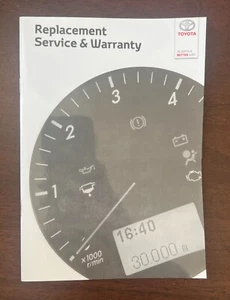 Replacement
Service & Warranty
TOYOTA
1
2
3
4
x1000
r/min
16:40
30.000